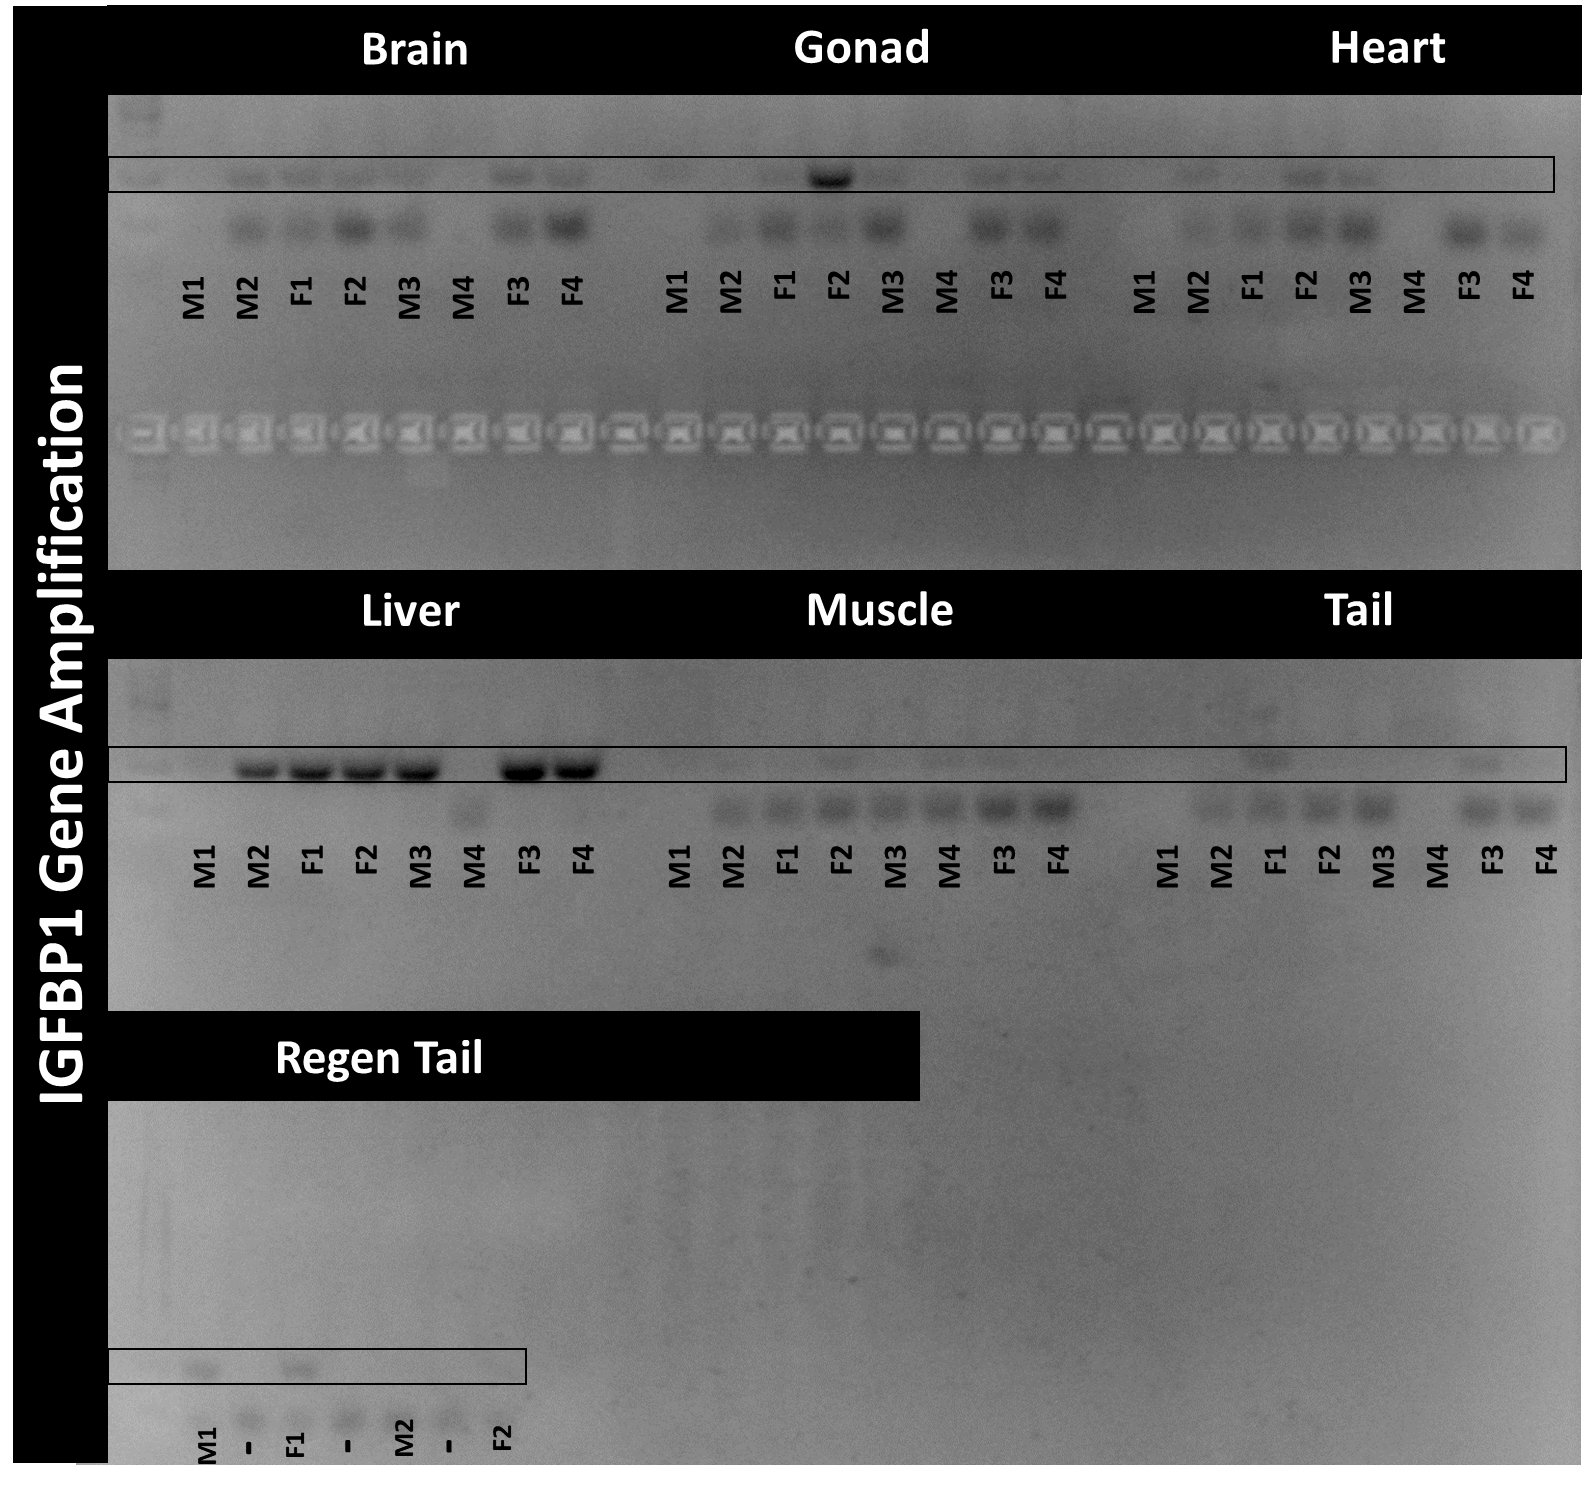 IGFBP1 Gene Amplification
Brain Gonad Heart
M1 M2 F1 F2 M3 M4 F3 F4 M1 M2 F1 F2 M3 M4 F3 F4 M1 M2 F1 F2 M3 M4 F3 F4
Liver Muscle Tail
M1 M2 F1 F2 M3 M4 F3 F4 M1 M2 F1 F2 M3 M4 F3 F4 M1 M2 F1 F2 M3 M4 F3 F4
Regen Tail
M1 - F1 - M2 - F2